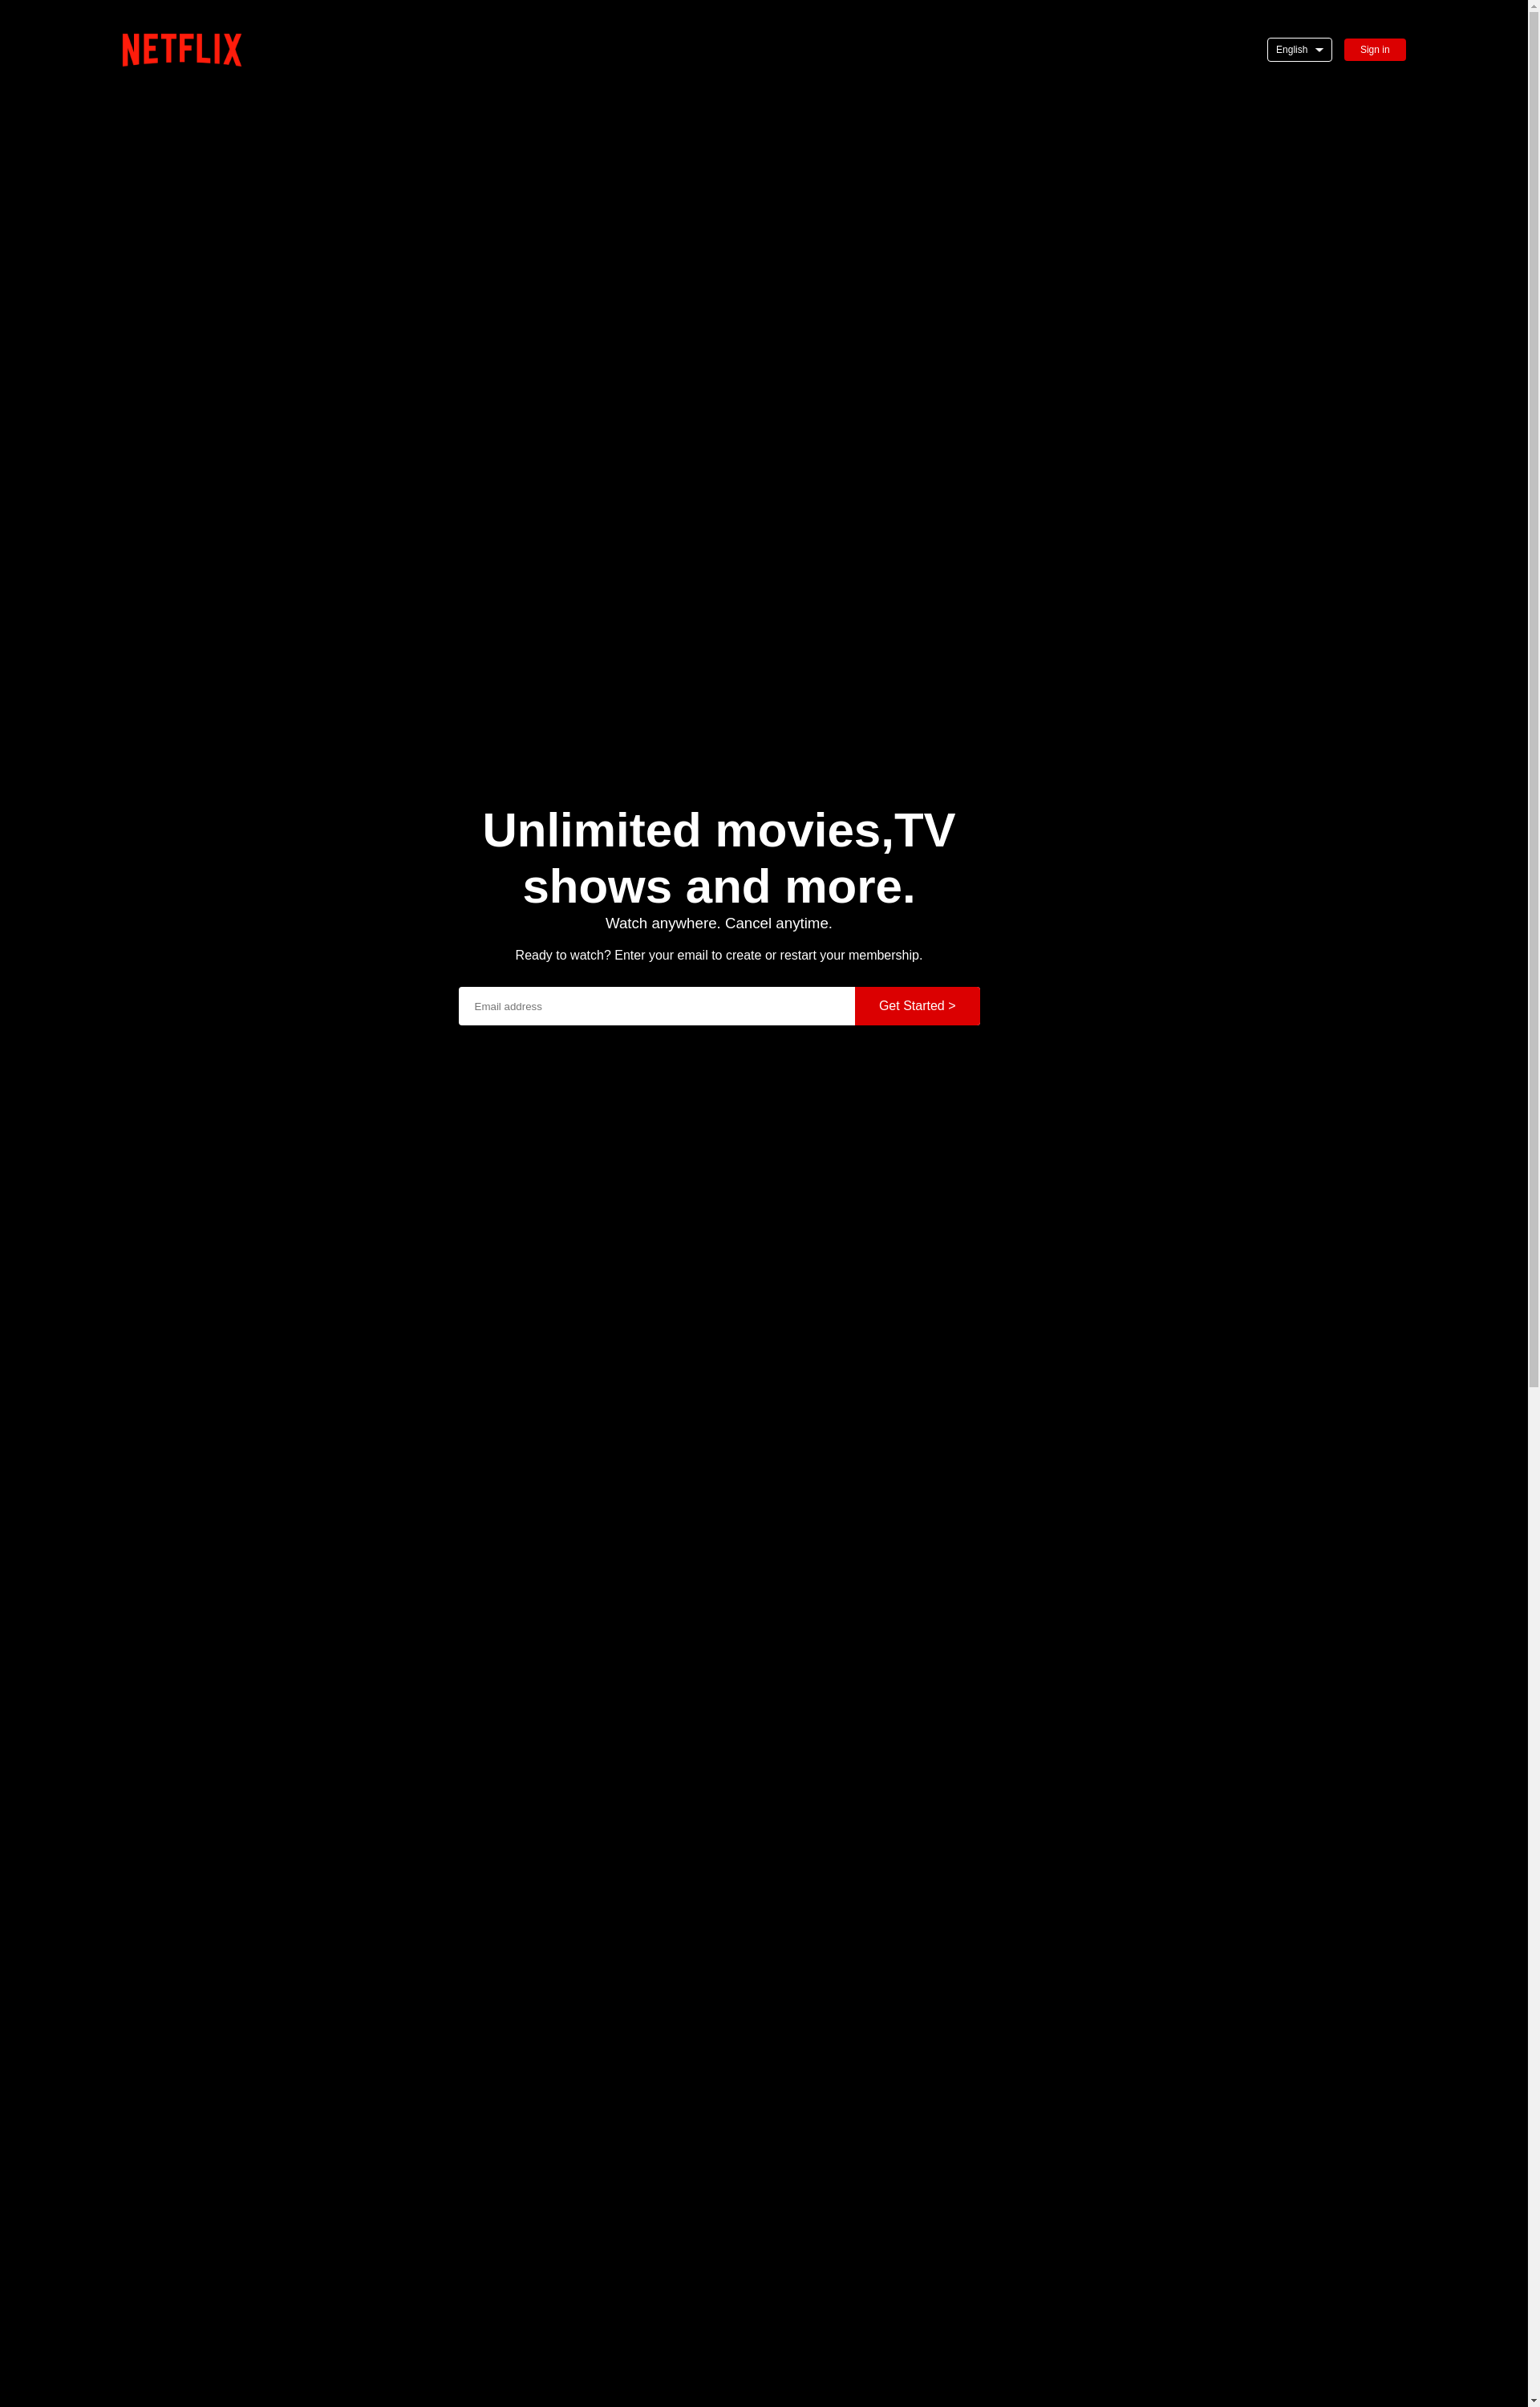 NETFLIX
English
Sign in
Unlimited movies,TV
shows and more.
Watch anywhere. Cancel anytime.
Ready to watch? Enter your email to create or restart your membership.
Email address
Get Started >